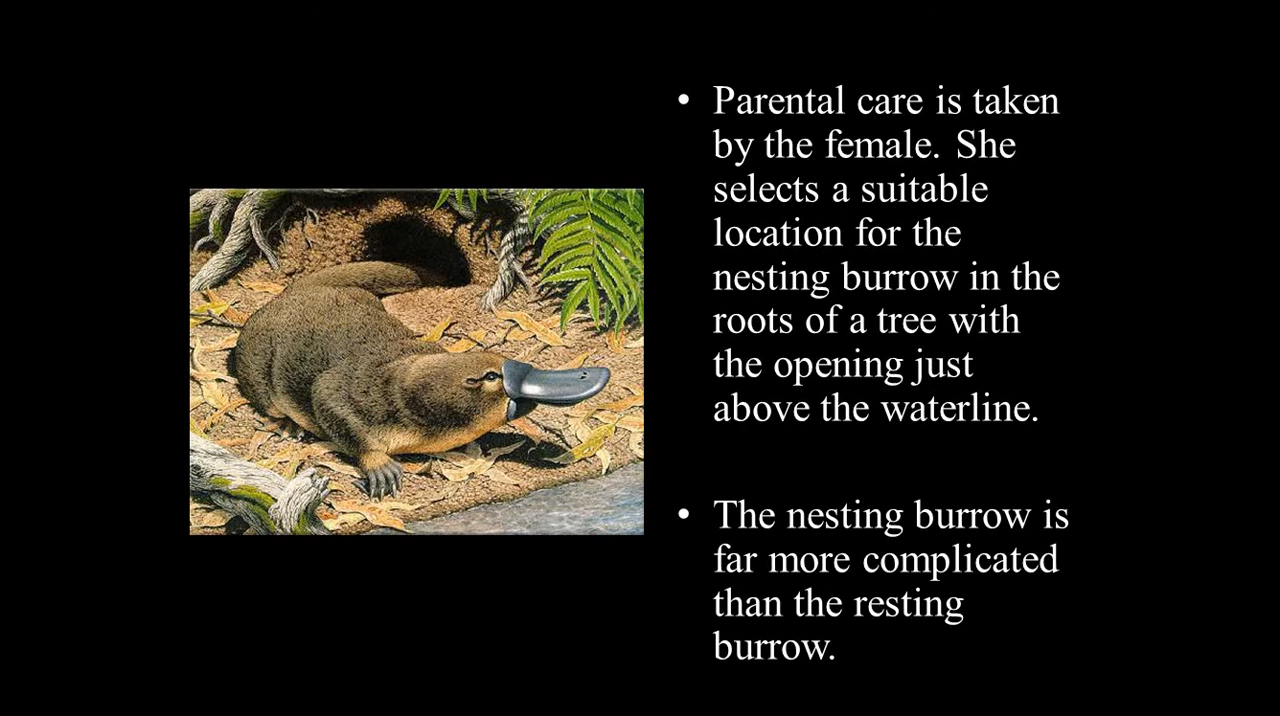 • Parental care is taken
by the female. She
selects a suitable
location for the
nesting burrow in the
roots of a tree with
the opening just
above the waterline.
• The nesting burrow is
far more complicated
than the resting
burrow.